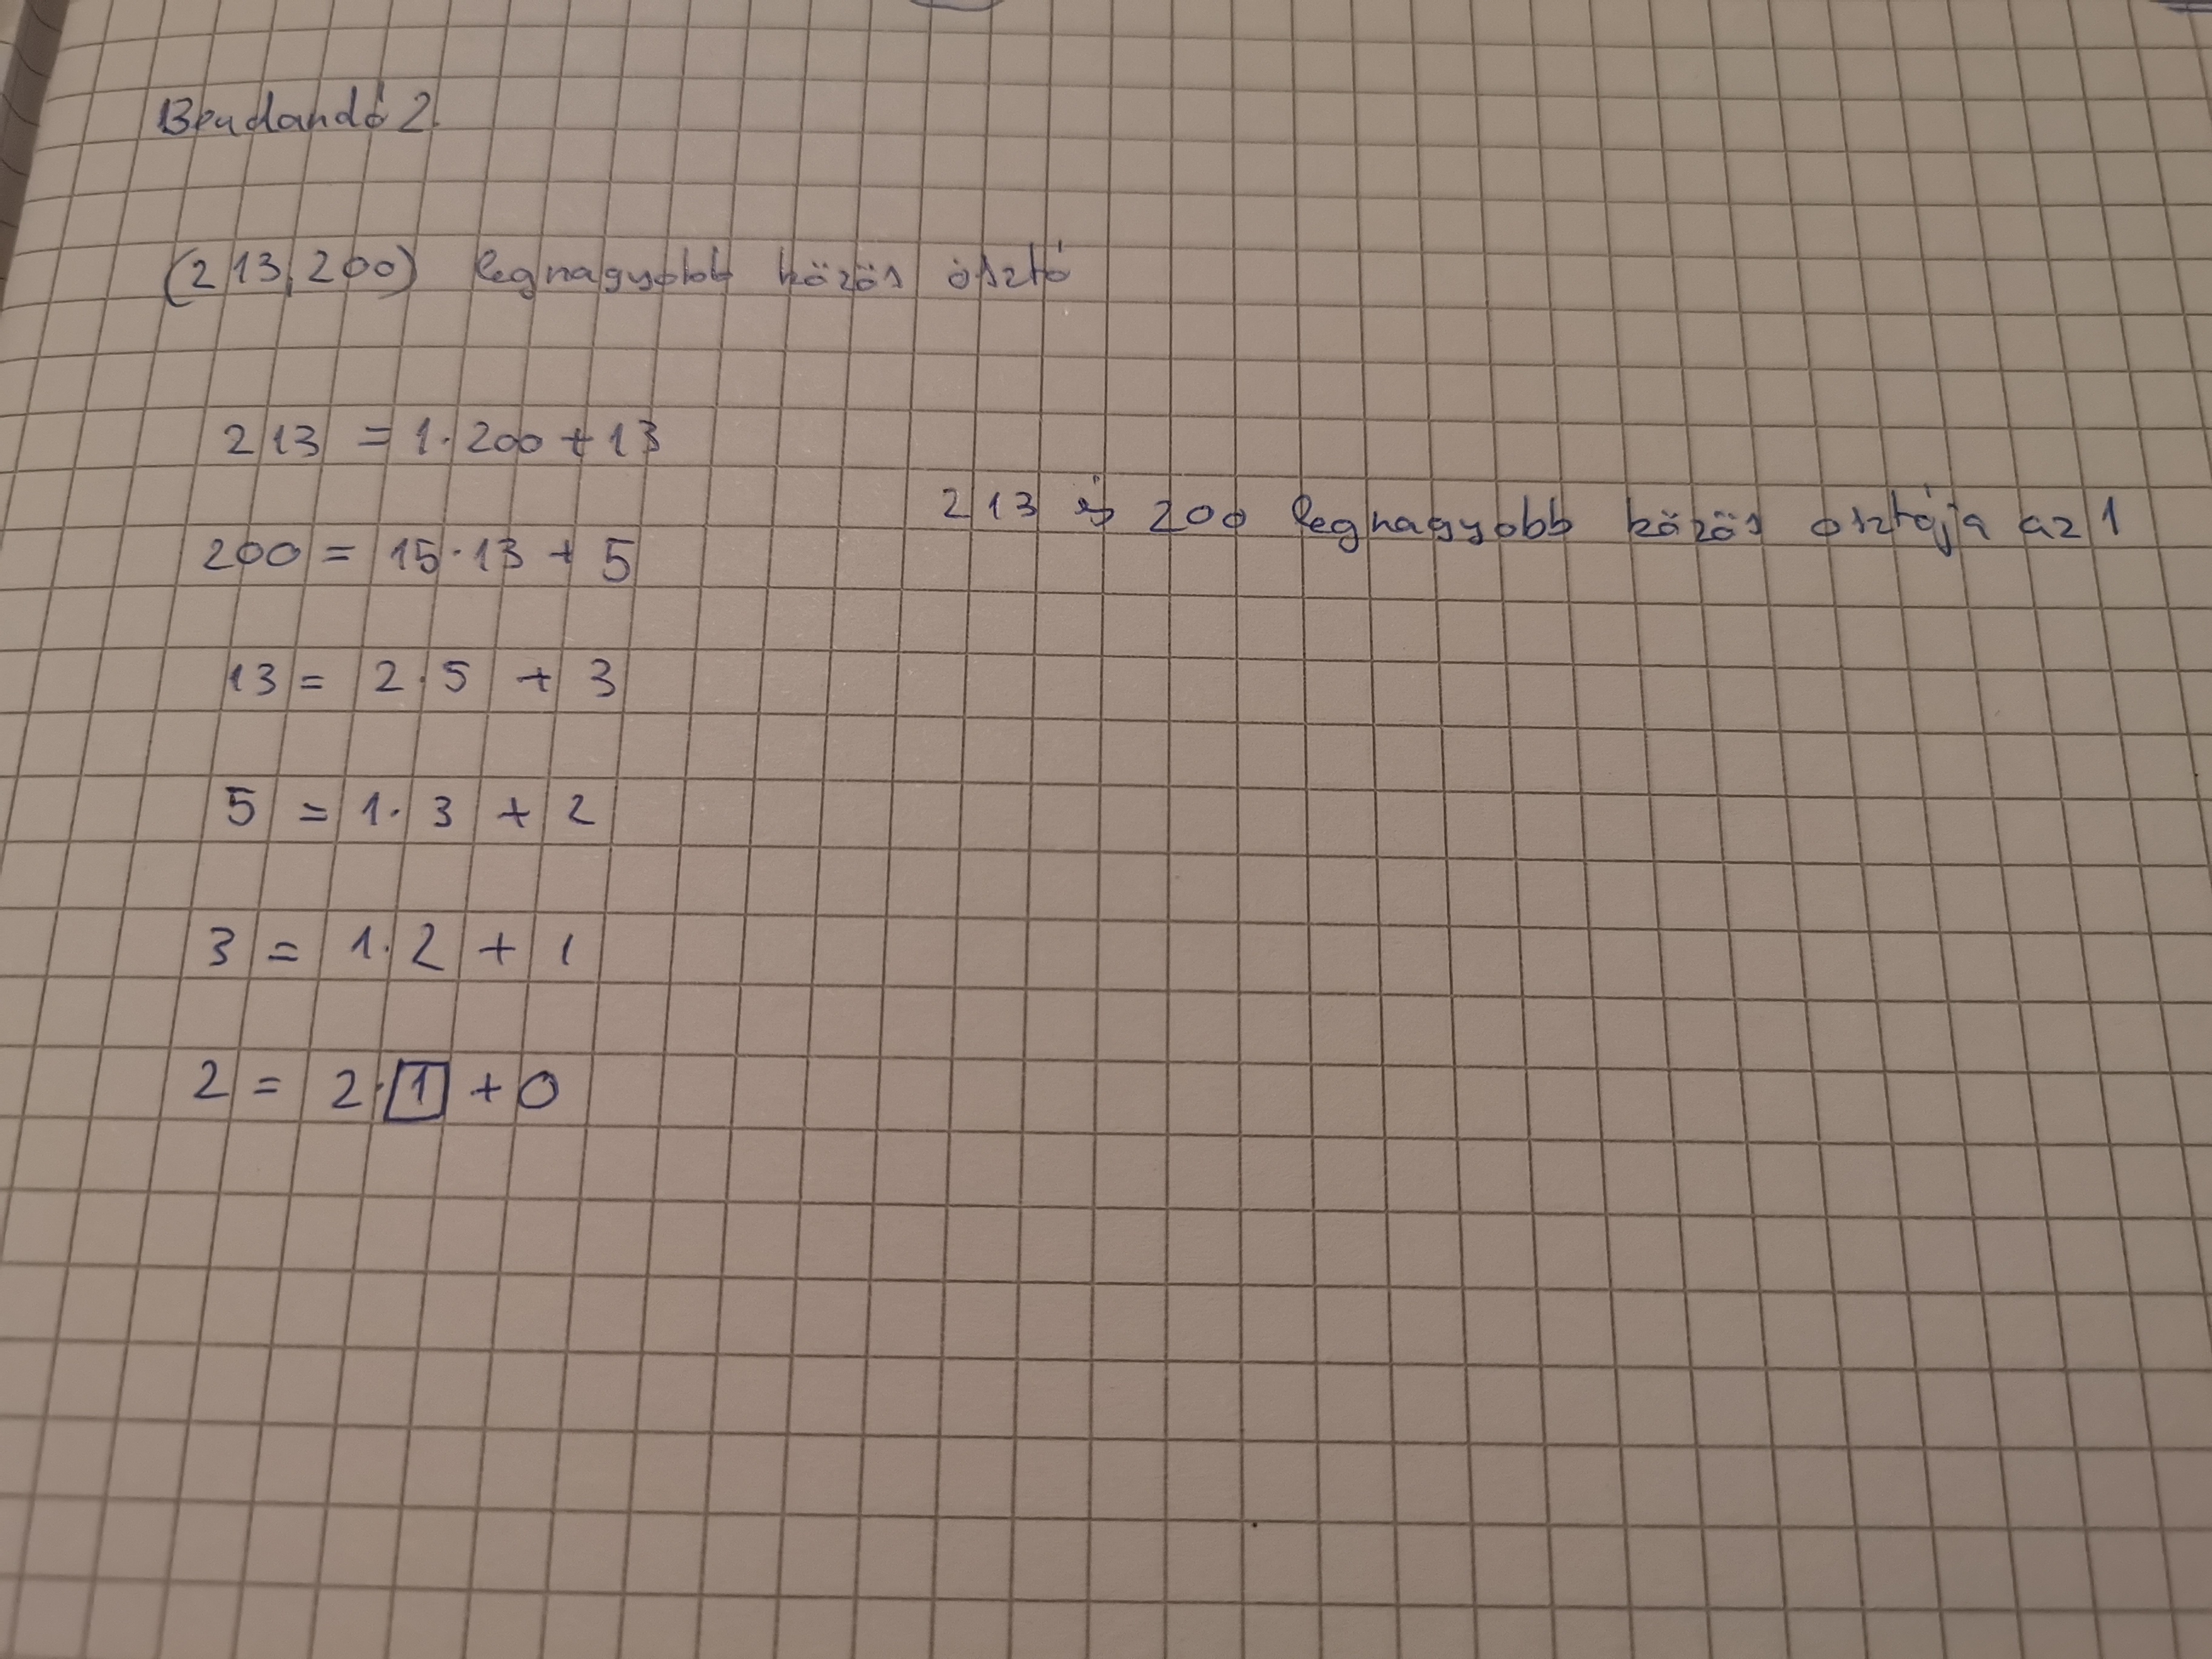 Beadandó 2.
(213,200) legnagyobb közös osztó
213 = 1·200 + 13
200 = 15·13 + 5
13 = 2·5 + 3
5 = 1·3 + 2
3 = 1·2 + 1
2 = 2·1 + 0
213 és 200 legnagyobb közös osztója az 1